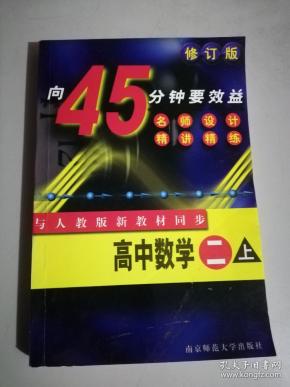 修订版
向45分钟要效益
名师设计
精讲精练
与人教版新教材同步
高中数学二上
南京师范大学出版社